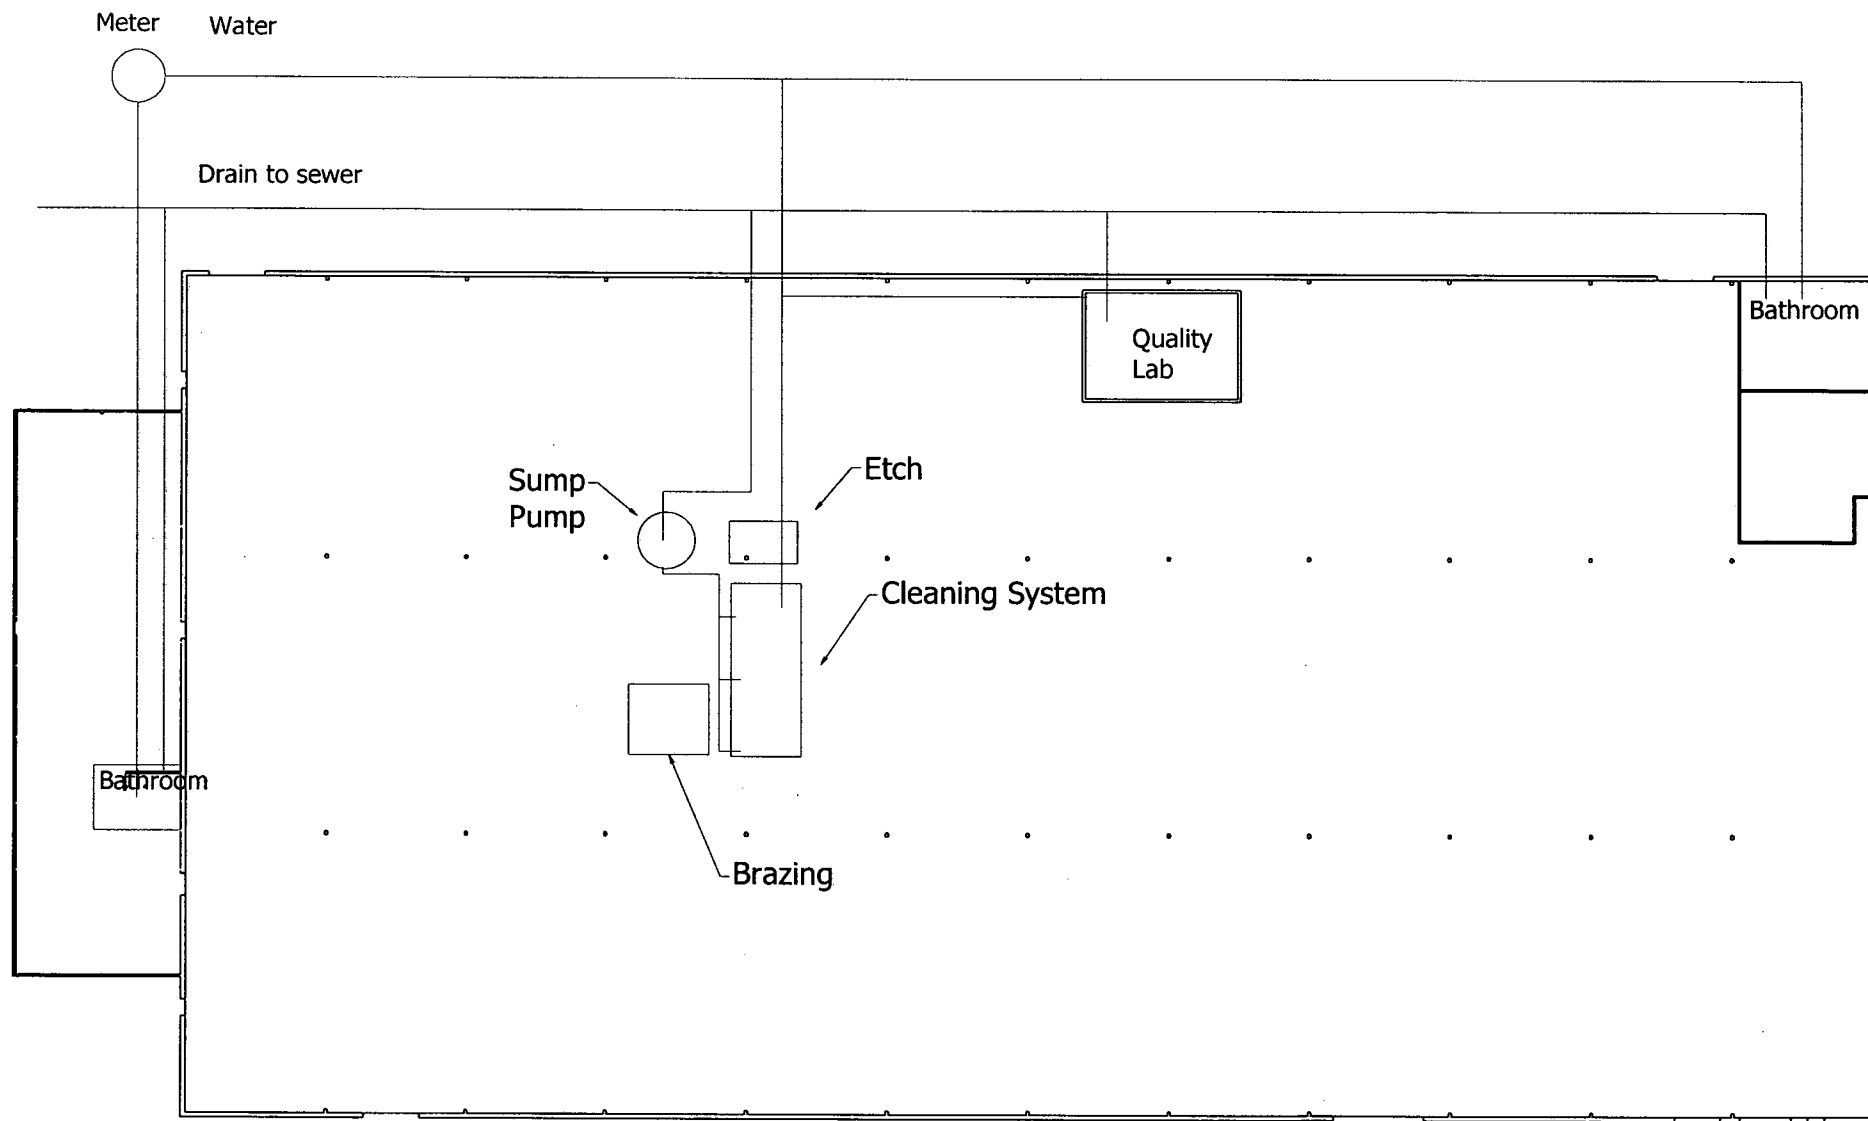 Meter
Water
Drain to sewer
Bathroom
Quality
Lab
Etch
Sump
Pump
Cleaning System
Bathroom
Brazing